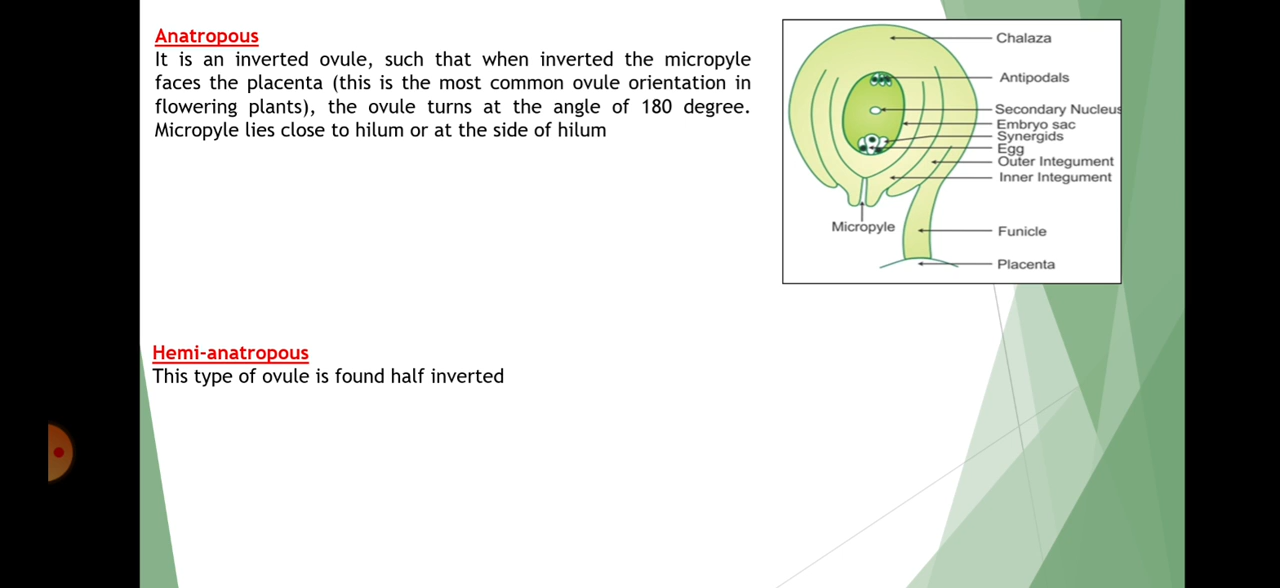 Anatropous
It is an inverted ovule, such that when inverted the micropyle
faces the placenta (this is the most common ovule orientation in
flowering plants), the ovule turns at the angle of 180 degree.
Micropyle lies close to hilum or at the side of hilum
Chalaza
Antipodals
Secondary Nucleus
Embryo sac
Synergids
Egg
Outer Integument
Inner Integument
Micropyle
Funicle
Placenta
Hemi-anatropous
This type of ovule is found half inverted